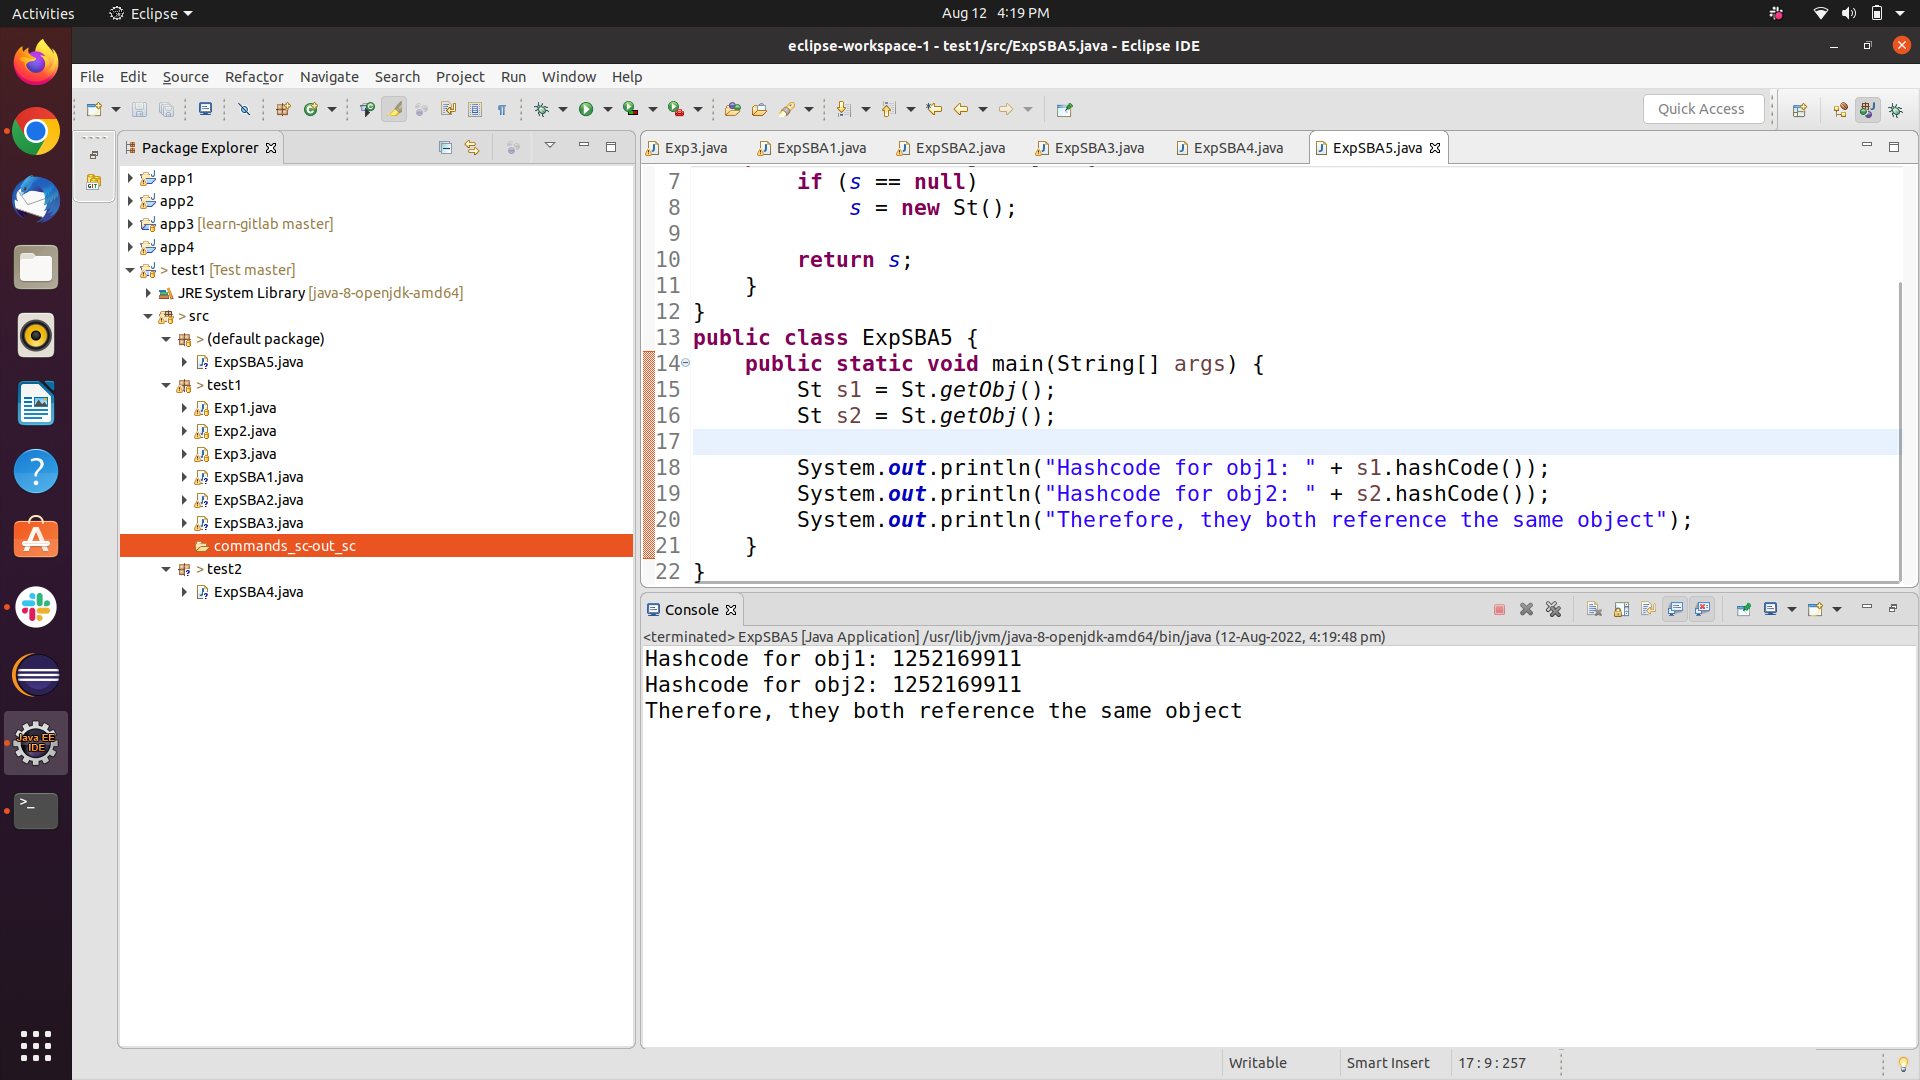 Activities Eclipse Aug 12 4:19 PM
eclipse-workspace-1 - test1/src/ExpSBA5.java - Eclipse IDE
File Edit Source Refactor Navigate Search Project Run Window Help
Quick Access
Package Explorer
app1
app2
app3 [learn-gitlab master]
app4
> test1 [Test master]
JRE System Library [java-8-openjdk-amd64]
> src
> (default package)
ExpSBA5.java
> test1
Exp1.java
Exp2.java
Exp3.java
ExpSBA1.java
ExpSBA2.java
ExpSBA3.java
commands_sc-out_sc
> test2
ExpSBA4.java
Exp3.java ExpSBA1.java ExpSBA2.java ExpSBA3.java ExpSBA4.java ExpSBA5.java
7 if (s == null)
8 s = new St();
9
10 return s;
11 }
12 }
13 public class ExpSBA5 {
14 public static void main(String[] args) {
15 St s1 = St.getObj();
16 St s2 = St.getObj();
17
18 System.out.println("Hashcode for obj1: " + s1.hashCode());
19 System.out.println("Hashcode for obj2: " + s2.hashCode());
20 System.out.println("Therefore, they both reference the same object");
21 }
22 }
Console
<terminated> ExpSBA5 [Java Application] /usr/lib/jvm/java-8-openjdk-amd64/bin/java (12-Aug-2022, 4:19:48 pm)
Hashcode for obj1: 1252169911
Hashcode for obj2: 1252169911
Therefore, they both reference the same object
Java EE
IDE
Writable Smart Insert 17 : 9 : 257